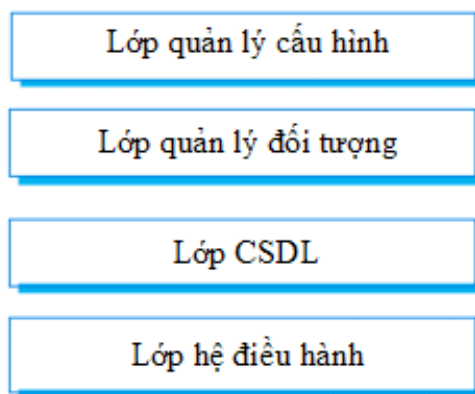 Lớp quản lý cấu hình
Lớp quản lý đối tượng
Lớp CSDL
Lớp hệ điều hành